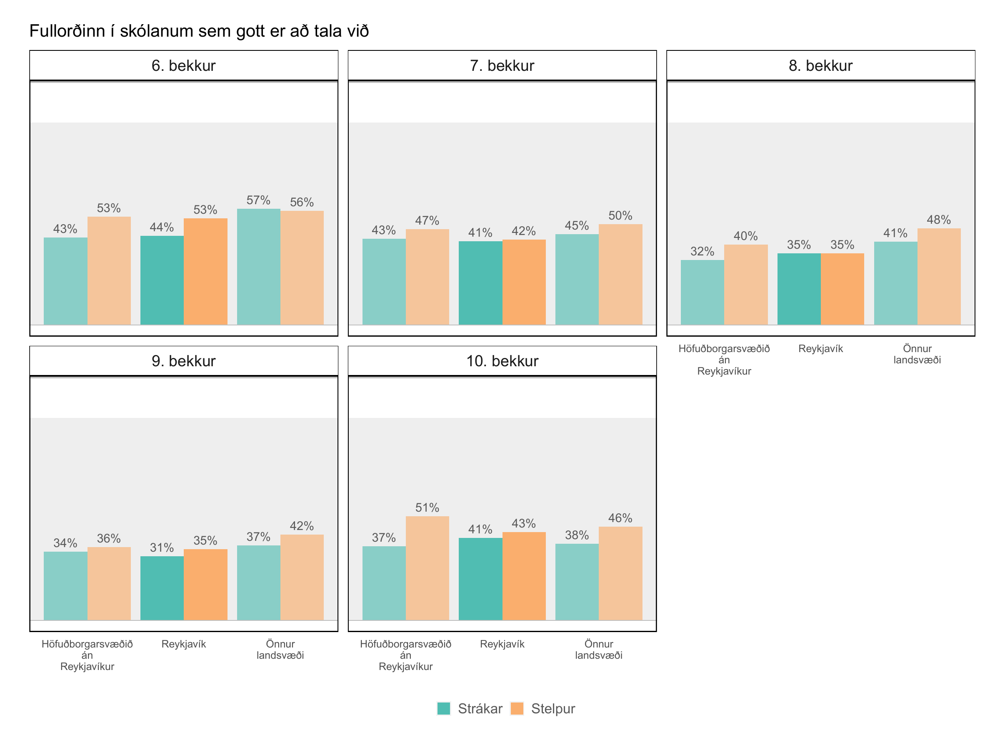 Fullorðinn í skólanum sem gott er að tala við
6. bekkur
43%
53%
44%
53%
57%
56%
7. bekkur
43%
47%
41%
42%
45%
50%
8. bekkur
32%
40%
35%
35%
41%
48%
Höfuðborgarsvæðið
án
Reykjavíkur
Reykjavík
Önnur
landsvæði
9. bekkur
34%
36%
31%
35%
37%
42%
Höfuðborgarsvæðið
án
Reykjavíkur
Reykjavík
Önnur
landsvæði
10. bekkur
37%
51%
41%
43%
38%
46%
Höfuðborgarsvæðið
án
Reykjavíkur
Reykjavík
Önnur
landsvæði
Strákar
Stelpur